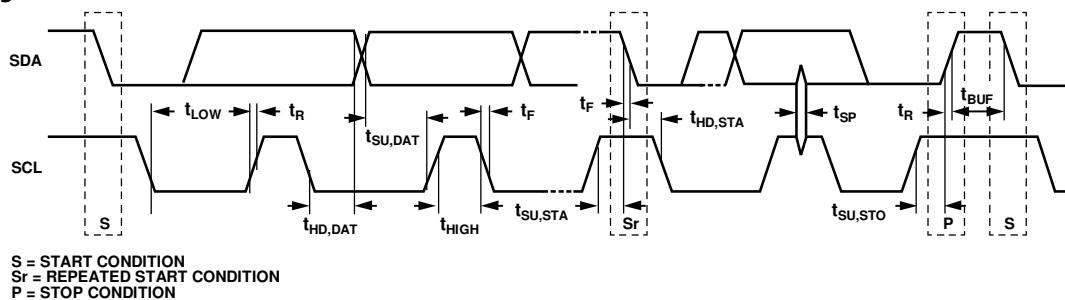 SDA
tLOW
tR
tSU,DAT
tF
tF
tHD,STA
tSP
tR
tBUF
SCL
S
tHD,DAT
tHIGH
tSU,STA
Sr
tSU,STO
P
S
S = START CONDITION
Sr = REPEATED START CONDITION
P = STOP CONDITION